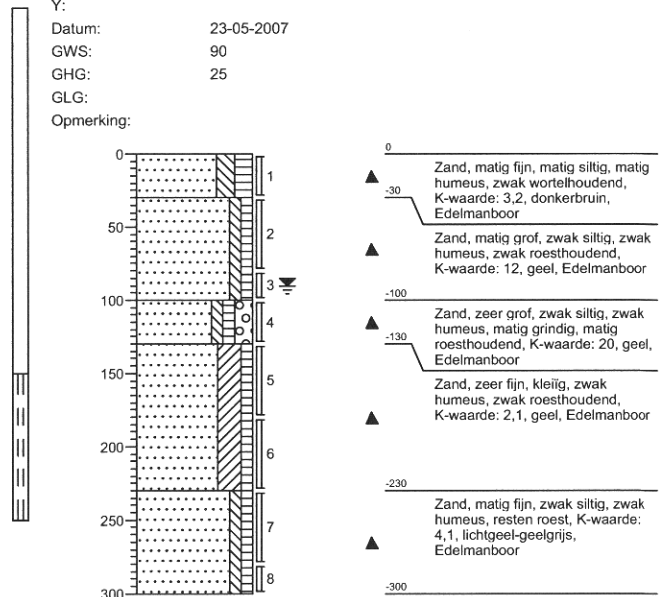 Y:
Datum: 23-05-2007
GWS: 90
GHG: 25
GLG:
Opmerking:
0
50
100
150
200
250
300
1
2
3
4
5
6
7
8
0
Zand, matig fijn, matig siltig, matig
humeus, zwak wortelhoudend,
K-waarde: 3,2, donkerbruin,
Edelmanboor
-30
Zand, matig grof, zwak siltig, zwak
humeus, zwak roesthoudend,
K-waarde: 12, geel, Edelmanboor
-100
Zand, zeer grof, zwak siltig, zwak
humeus, matig grindig, matig
roesthoudend, K-waarde: 20, geel,
Edelmanboor
-130
Zand, zeer fijn, kleiïg, zwak
humeus, zwak roesthoudend,
K-waarde: 2,1, geel, Edelmanboor
-230
Zand, matig fijn, zwak siltig, zwak
humeus, resten roest, K-waarde:
4,1, lichtgeel-geelgrijs,
Edelmanboor
-300